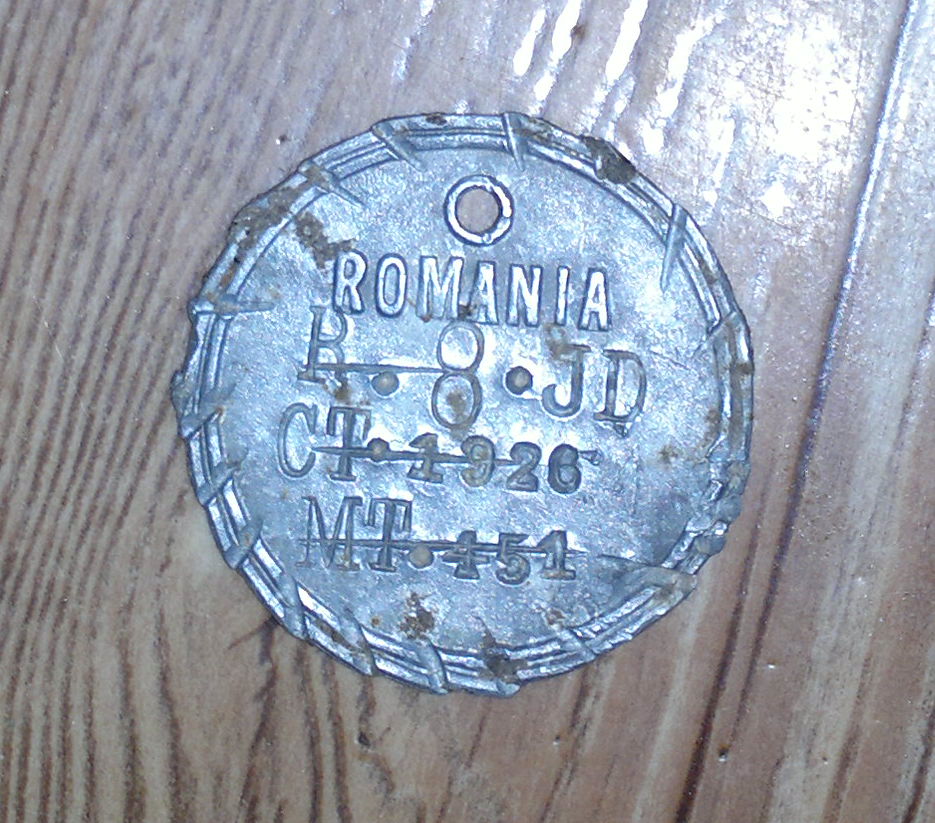 ROMANIA
B.8.JD
CT.1926
MT.151